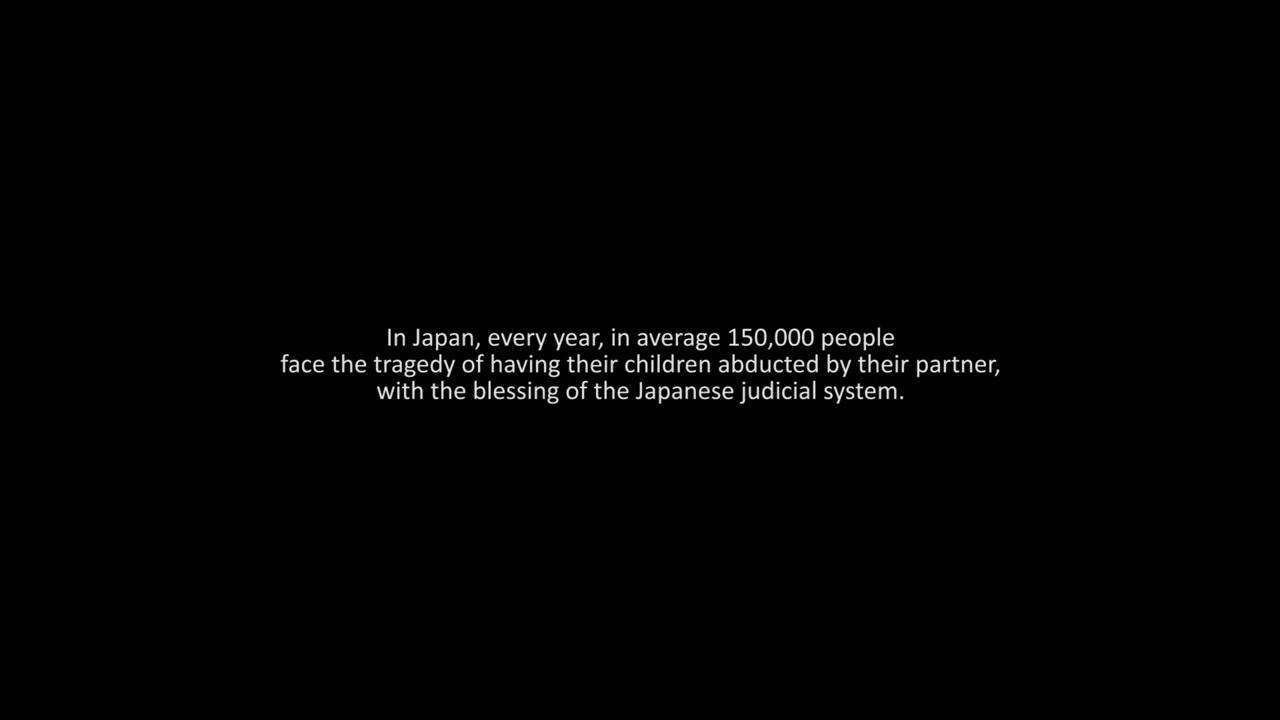 In Japan, every year, in average 150,000 people
face the tragedy of having their children abducted by their partner,
with the blessing of the Japanese judicial system.